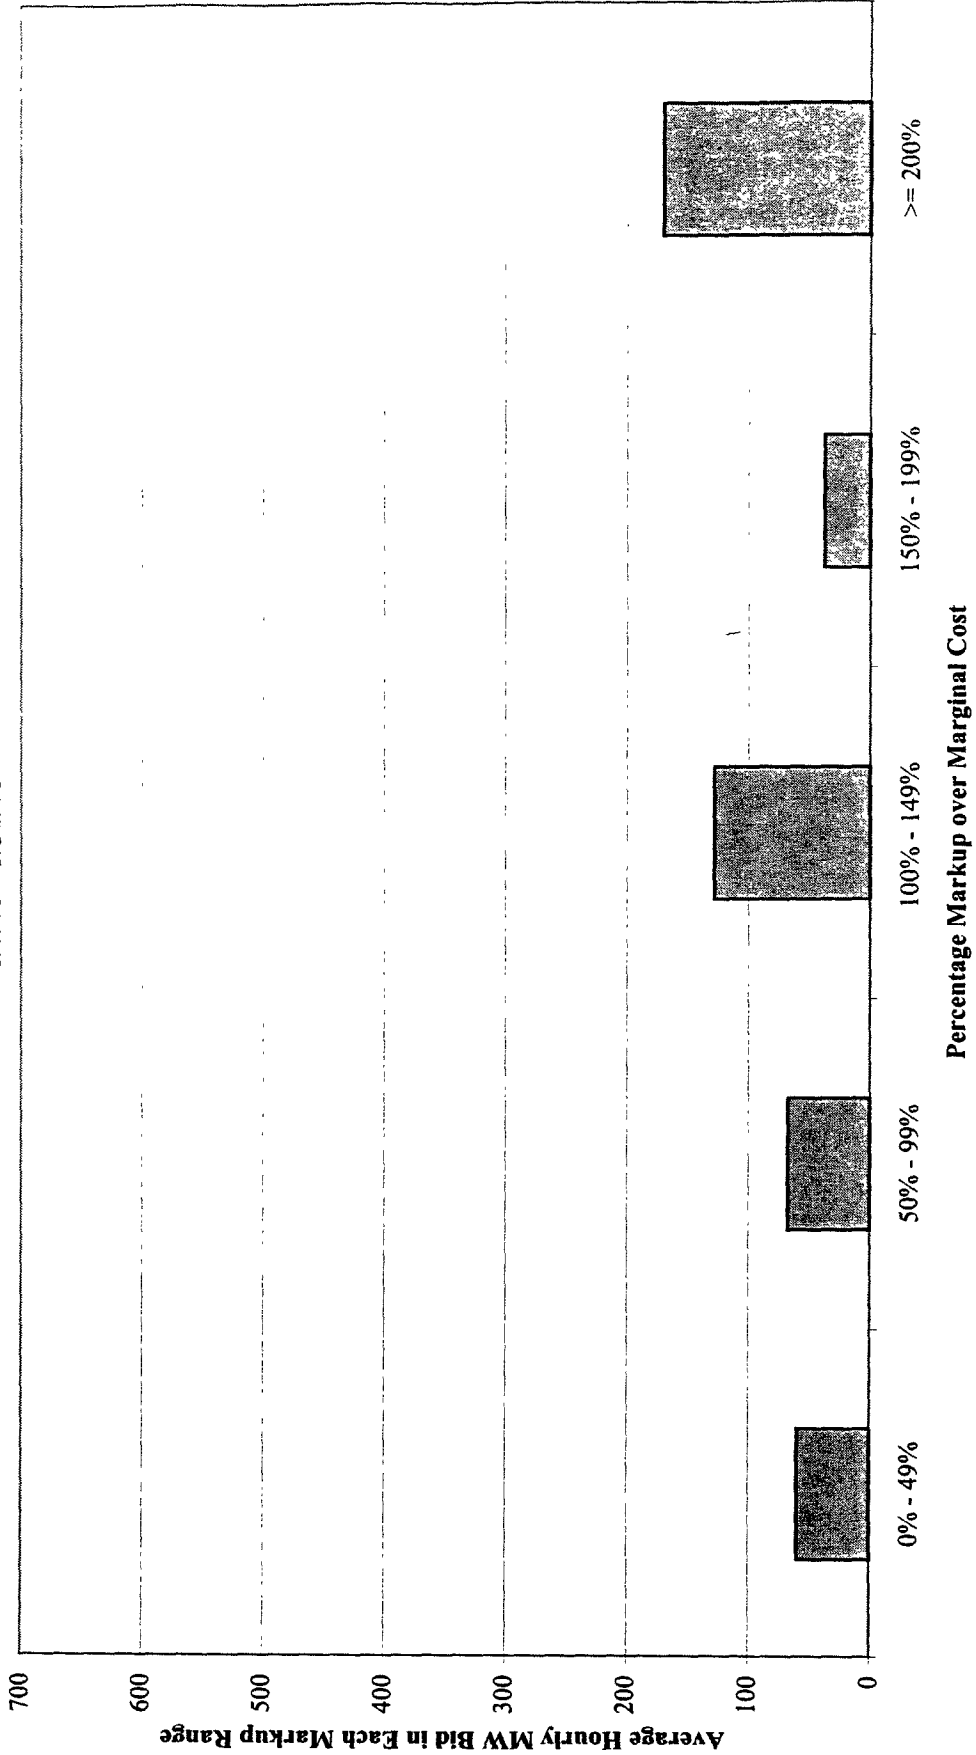 Average Hourly MW Bid in Each Markup Range
700
600
500
400
300
200
100
0
0% - 49%
50% - 99%
100% - 149%
150% - 199%
>= 200%
Percentage Markup over Marginal Cost